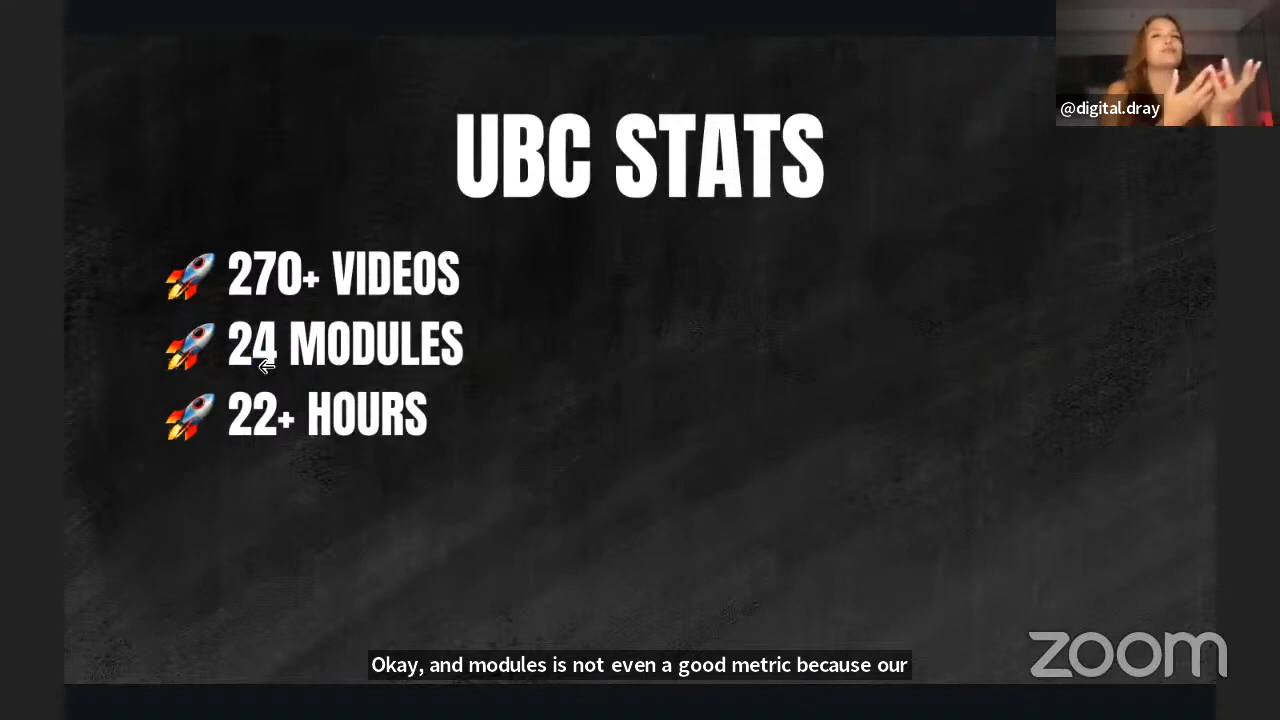 @digital.dray
UBC STATS
🚀 270+ VIDEOS
🚀 24 MODULES
🚀 22+ HOURS
Okay, and modules is not even a good metric because our
zoom